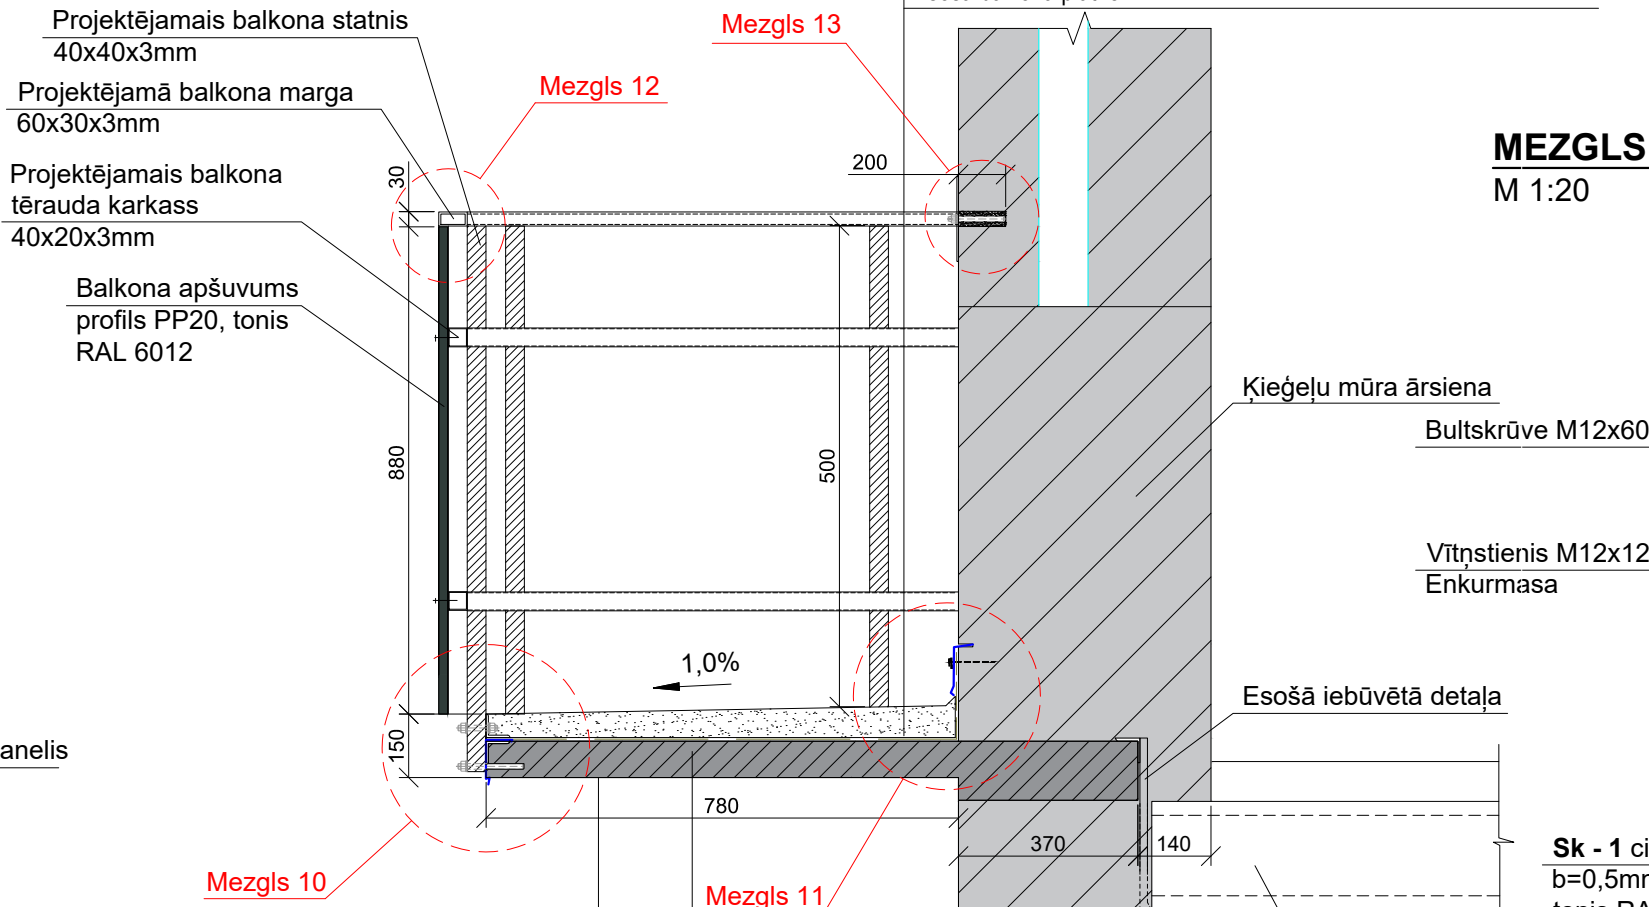 Projektējamais balkona statnis
40x40x3mm
Projektējamā balkona marga
60x30x3mm
Projektējamais balkona
tērauda karkass
40x20x3mm
Balkona apšuvums
profils PP20, tonis
RAL 6012
Mezgls 12
Mezgls 13
MEZGLS
M 1:20
200
30
880
500
150
1,0%
780
370
140
Ķieģeļu mūra ārsiena
Bultskrūve M12x60
Vītņstienis M12x12
Enkurmasa
Esošā iebūvētā detaļa
anelis
Mezgls 10
Mezgls 11
Sk - 1 ci
b=0,5mm